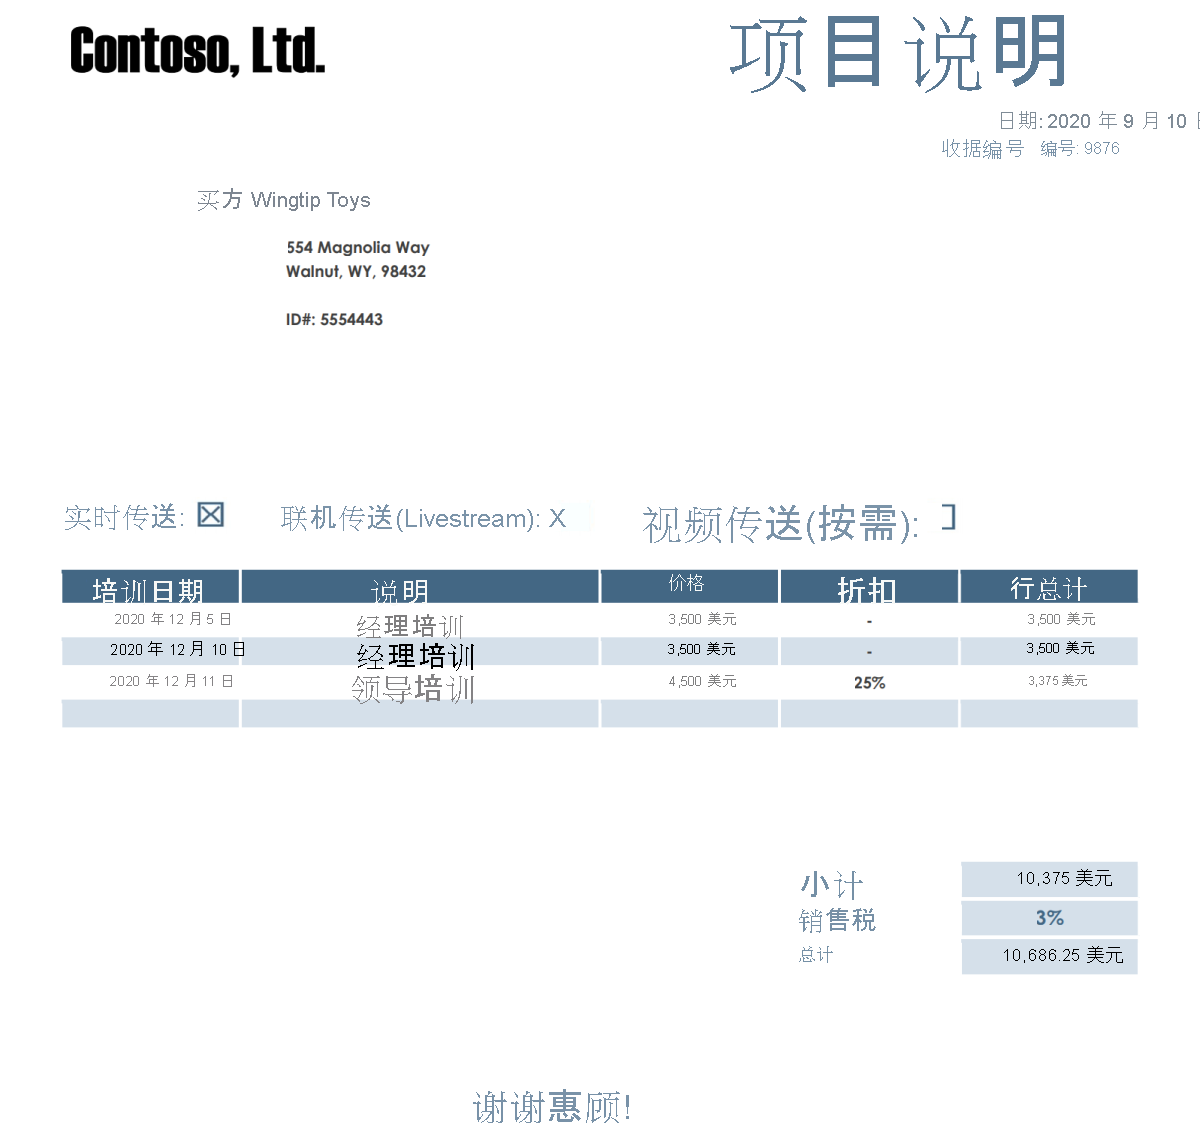 Contoso, Ltd.
项目说明
日期: 2020 年 9 月 10 日
收据编号 编号: 9876
买方 Wingtip Toys
554 Magnolia Way
Walnut, WY, 98432
ID#: 5554443
实时传送: ☒ 联机传送(Livestream): X 视频传送(按需):
培训日期 说明 价格 折扣 行总计
2020 年 12 月 5 日 经理培训 3,500 美元 - 3,500 美元
2020 年 12 月 10 日 经理培训 3,500 美元 - 3,500 美元
2020 年 12 月 11 日 领导培训 4,500 美元 25% 3,375 美元
小计 10,375 美元
销售税 3%
总计 10,686.25 美元
谢谢惠顾!